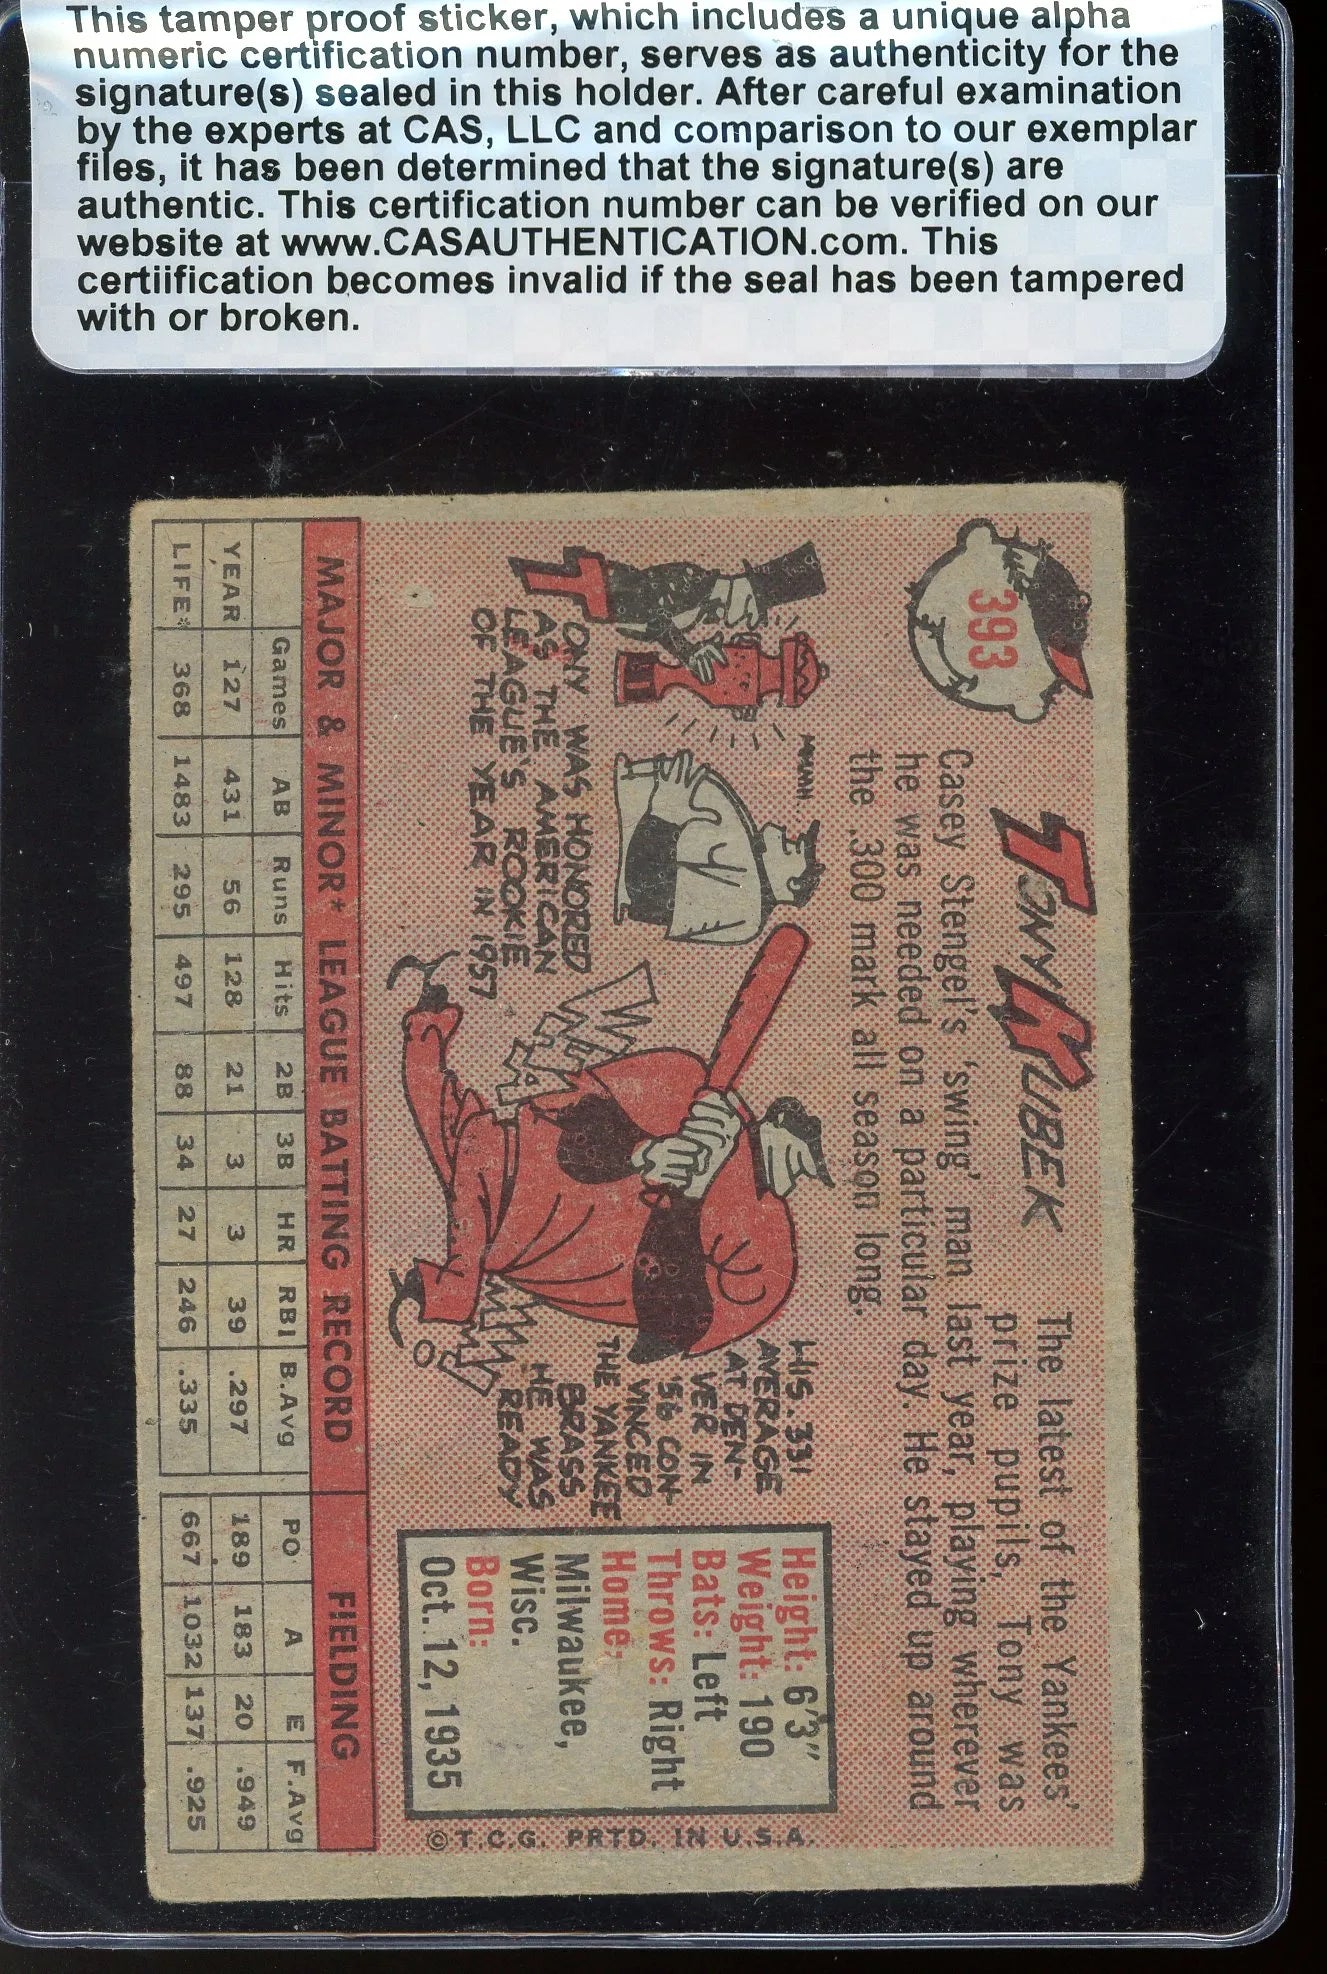 This tamper proof sticker, which includes a unique alpha
numeric certification number, serves as authenticity for the
signature(s) sealed in this holder. After careful examination
by the experts at CAS, LLC and comparison to our exemplar
files, it has been determined that the signature(s) are
authentic. This certification number can be verified on our
website at www.CASAUTHENTICATION.com. This
certiification becomes invalid if the seal has been tampered
with or broken.
393
TONY KUBEK
The latest of the Yankees'
prize pupils, Tony was
Casey Stengel's 'swing' man last year, playing wherever
he was needed on a particular day. He stayed up around
the .300 mark all season long.
TONY WAS HONORED
AS THE AMERICAN
LEAGUE'S ROOKIE
OF THE YEAR IN 1957
HIS .331
AVERAGE
AT DEN-
VER IN
'56 CON-
VINCED
THE YANKEE
BRASS
HE WAS
READY
Height: 6'3"
Weight: 190
Bats: Left
Throws: Right
Home:
Milwaukee,
Wisc.
Born:
Oct. 12, 1935
© T.C.G. PRTD. IN U.S.A.
MAJOR & MINOR* LEAGUE BATTING RECORD FIELDING
Games AB Runs Hits 2B 3B HR RBI B.Avg PO A E F.Avg
YEAR 127 431 56 128 21 3 3 39 .297 189 183 20 .949
LIFE* 368 1483 295 497 88 34 27 246 .335 667 1032 137 .925